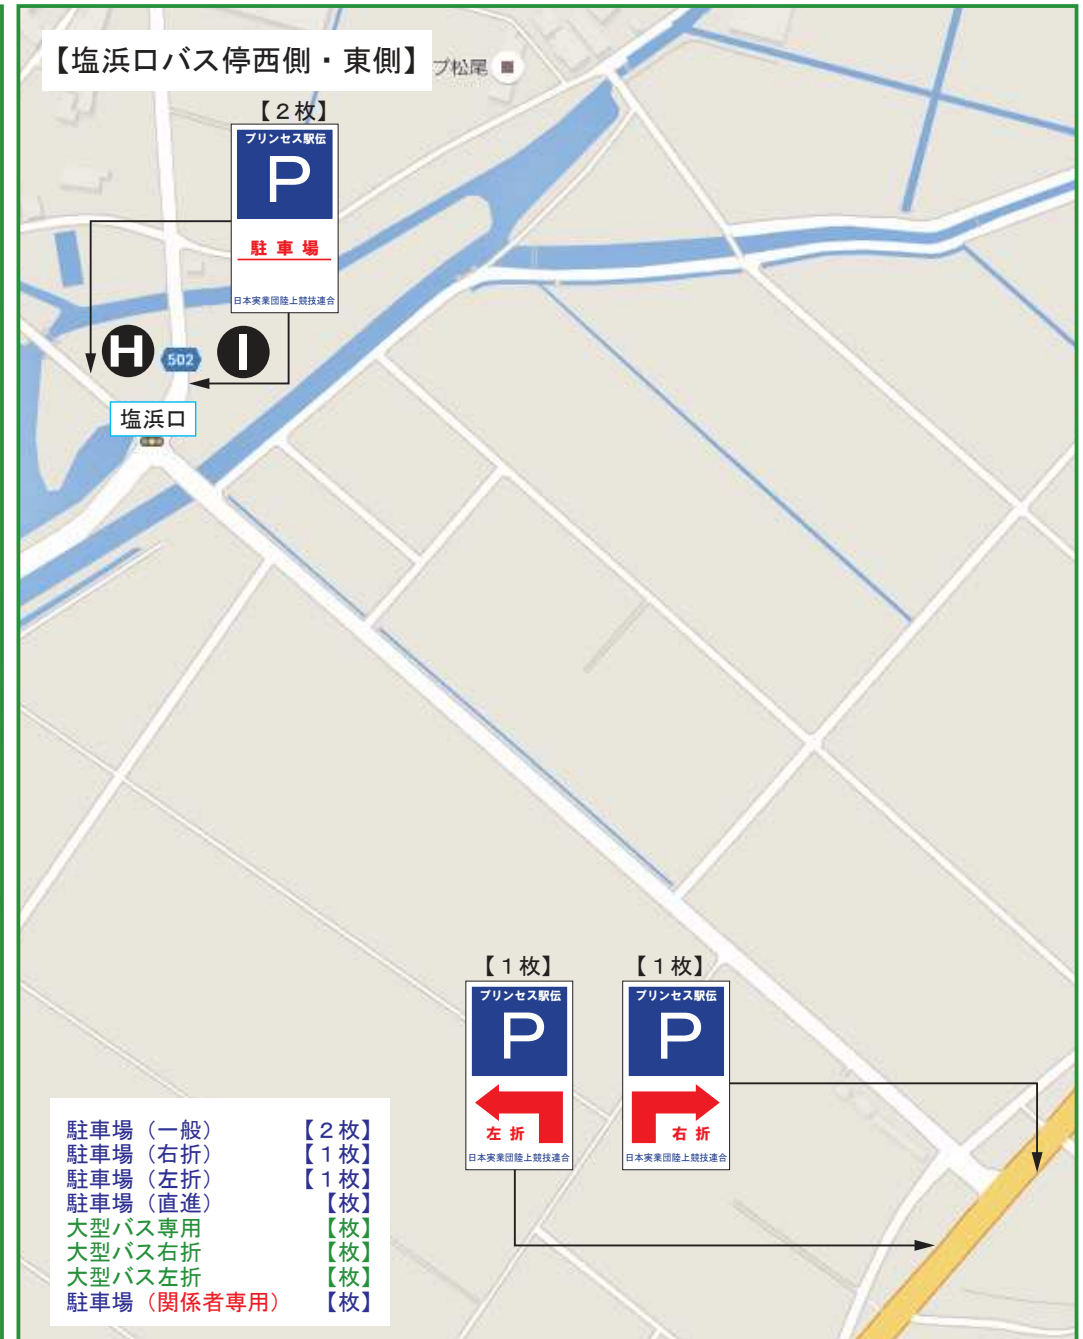 【塩浜口バス停西側・東側】
プ松尾
【２枚】
プリンセス駅伝
P
駐車場
日本実業団陸上競技連合
H
502
I
塩浜口
【１枚】
プリンセス駅伝
P
左折
日本実業団陸上競技連合
【１枚】
プリンセス駅伝
P
右折
日本実業団陸上競技連合
駐車場（一般）【２枚】
駐車場（右折）【１枚】
駐車場（左折）【１枚】
駐車場（直進）【枚】
大型バス専用【枚】
大型バス右折【枚】
大型バス左折【枚】
駐車場（関係者専用）【枚】